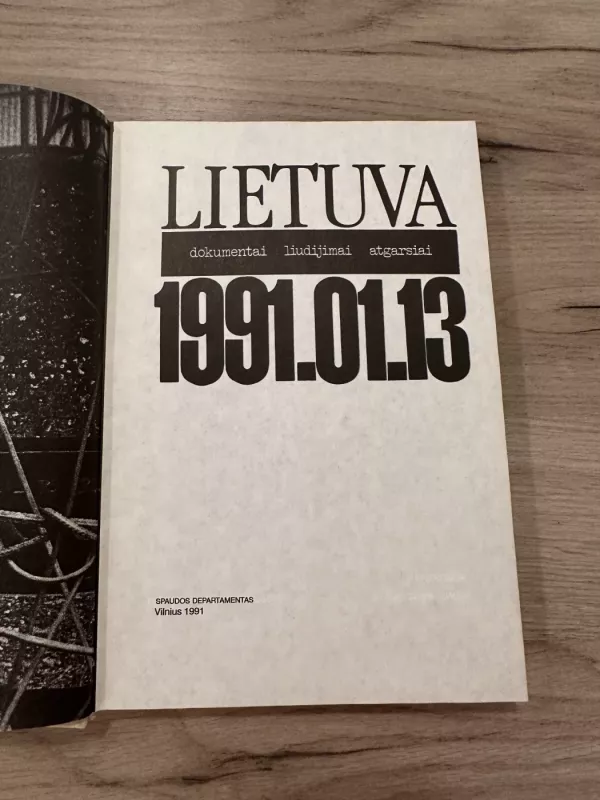 LIETUVA
dokumentai liudijimai atgarsiai
1991.01.13
SPAUDOS DEPARTAMENTAS
Vilnius 1991